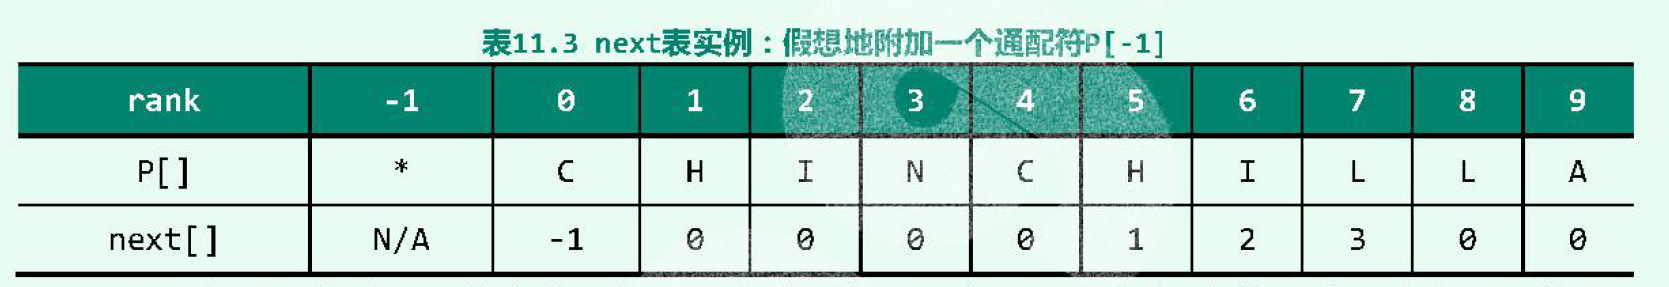 表11.3 next表实例：假想地附加一个通配符P[-1]
rank -1 0 1 2 3 4 5 6 7 8 9
P[] * C H I N C H I L L A
next[] N/A -1 0 0 0 0 1 2 3 0 0